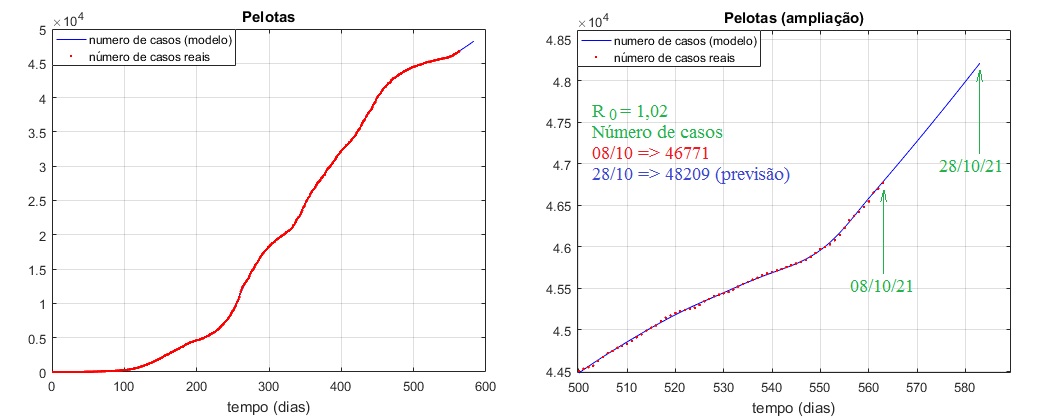 Pelotas
×10⁴
numero de casos (modelo)
número de casos reais
5
4.5
4
3.5
3
2.5
2
1.5
1
0.5
0
0 100 200 300 400 500 600
tempo (dias)
Pelotas (ampliação)
×10⁴
numero de casos (modelo)
número de casos reais
4.85
4.8
4.75
4.7
4.65
4.6
4.55
4.5
4.45
R 0 = 1,02
Número de casos
08/10 => 46771
28/10 => 48209 (previsão)
28/10/21
08/10/21
500 510 520 530 540 550 560 570 580
tempo (dias)